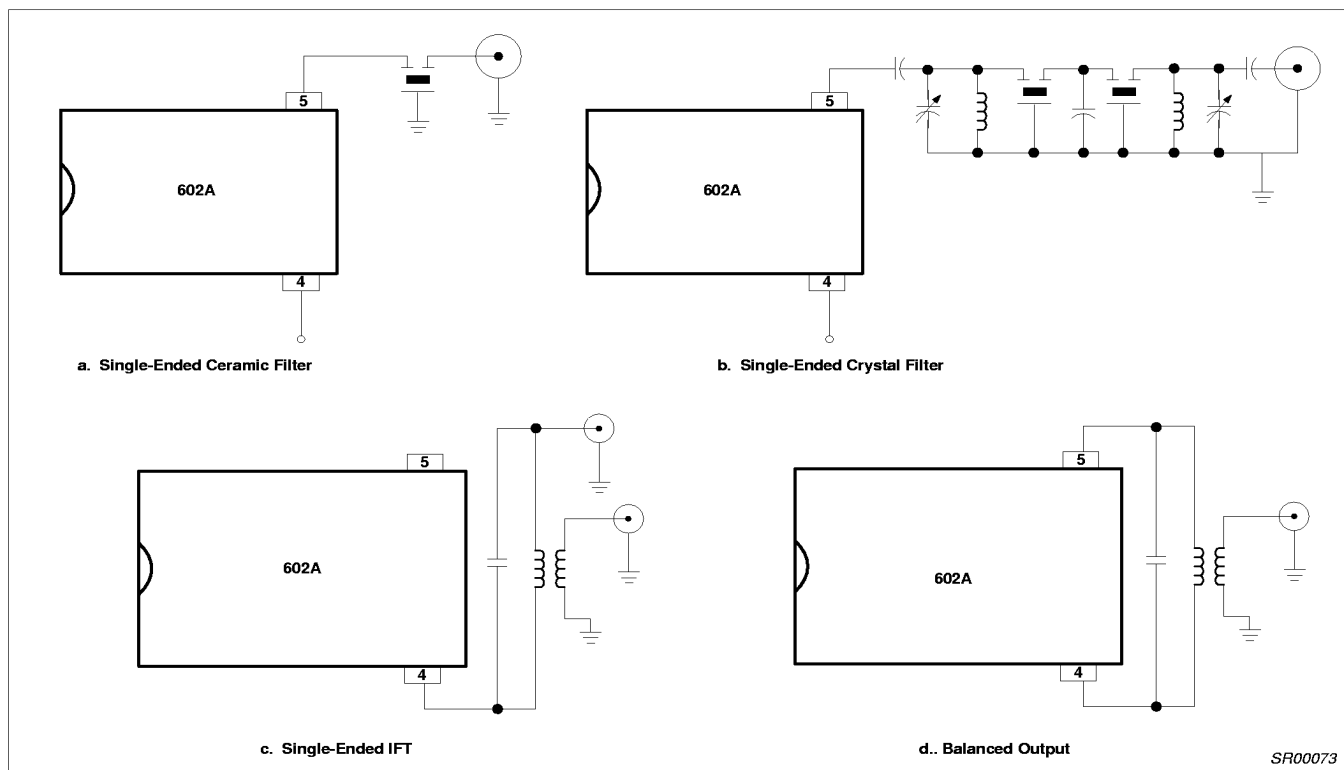 5
602A
4
a. Single-Ended Ceramic Filter
5
602A
4
b. Single-Ended Crystal Filter
5
602A
4
c. Single-Ended IFT
5
602A
4
d.. Balanced Output
SR00073